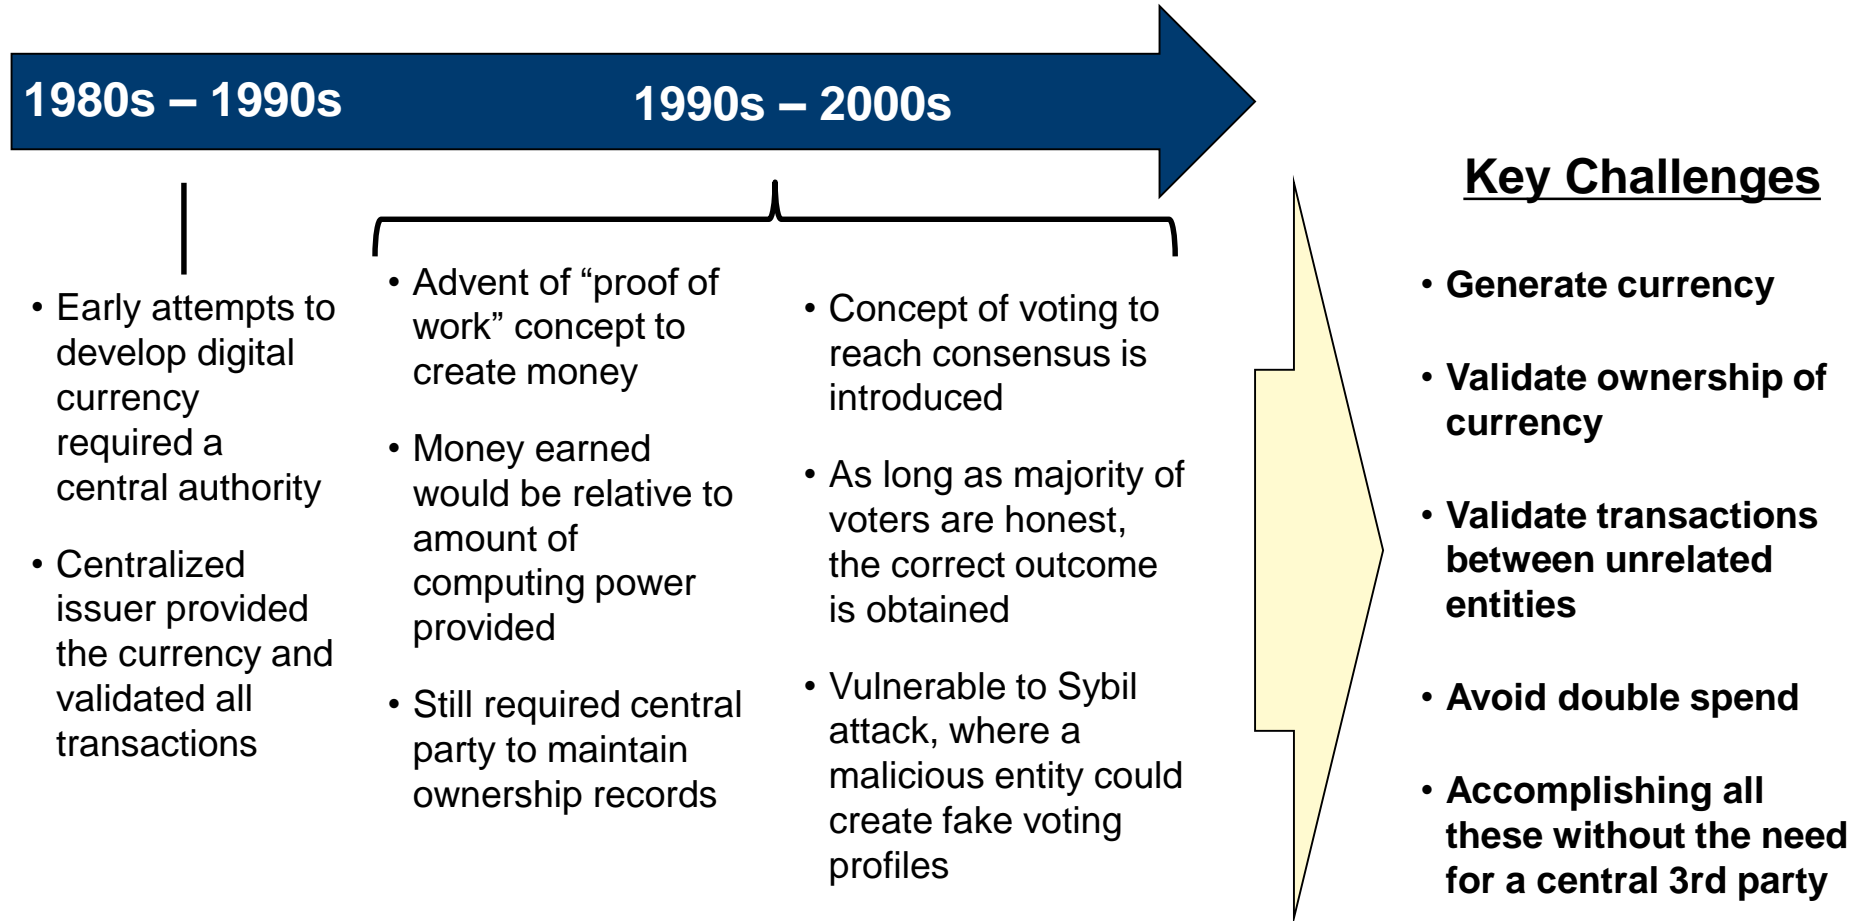 1980s – 1990s
1990s – 2000s
• Early attempts to
develop digital
currency
required a
central authority
• Centralized
issuer provided
the currency and
validated all
transactions
• Advent of “proof of
work” concept to
create money
• Money earned
would be relative to
amount of
computing power
provided
• Still required central
party to maintain
ownership records
• Concept of voting to
reach consensus is
introduced
• As long as majority of
voters are honest,
the correct outcome
is obtained
• Vulnerable to Sybil
attack, where a
malicious entity could
create fake voting
profiles
Key Challenges
• Generate currency
• Validate ownership of
currency
• Validate transactions
between unrelated
entities
• Avoid double spend
• Accomplishing all
these without the need
for a central 3rd party